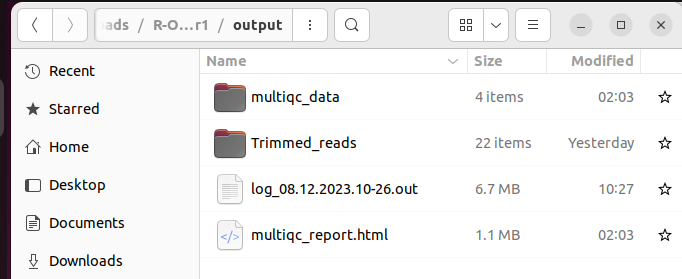 ads / R-O...r1 / output
Name Size Modified
Recent
Starred
Home
Desktop
Documents
Downloads
multiqc_data 4 items 02:03
Trimmed_reads 22 items Yesterday
log_08.12.2023.10-26.out 6.7 MB 10:27
multiqc_report.html 1.1 MB 02:03